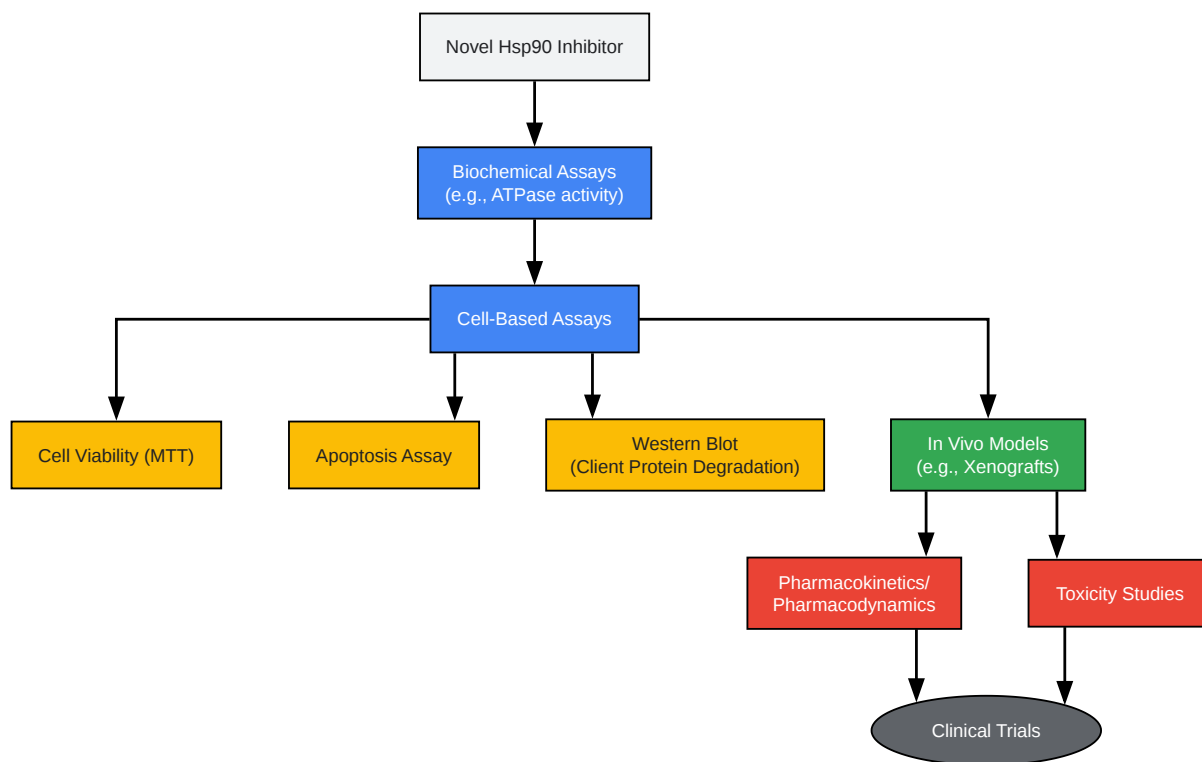 Novel Hsp90 Inhibitor
Biochemical Assays
(e.g., ATPase activity)
Cell-Based Assays
Cell Viability (MTT)
Apoptosis Assay
Western Blot
(Client Protein Degradation)
In Vivo Models
(e.g., Xenografts)
Pharmacokinetics/
Pharmacodynamics
Toxicity Studies
Clinical Trials